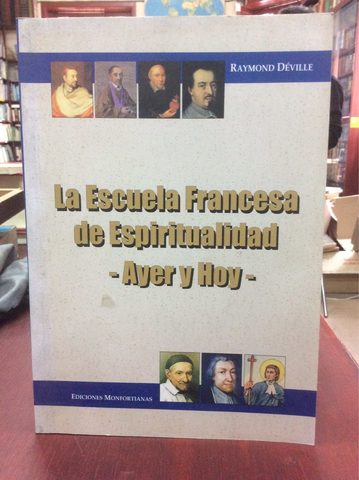 RAYMOND DÉVILLE
La Escuela Francesa
de Espiritualidad
- Ayer y Hoy -
EDICIONES MONFORTIANAS